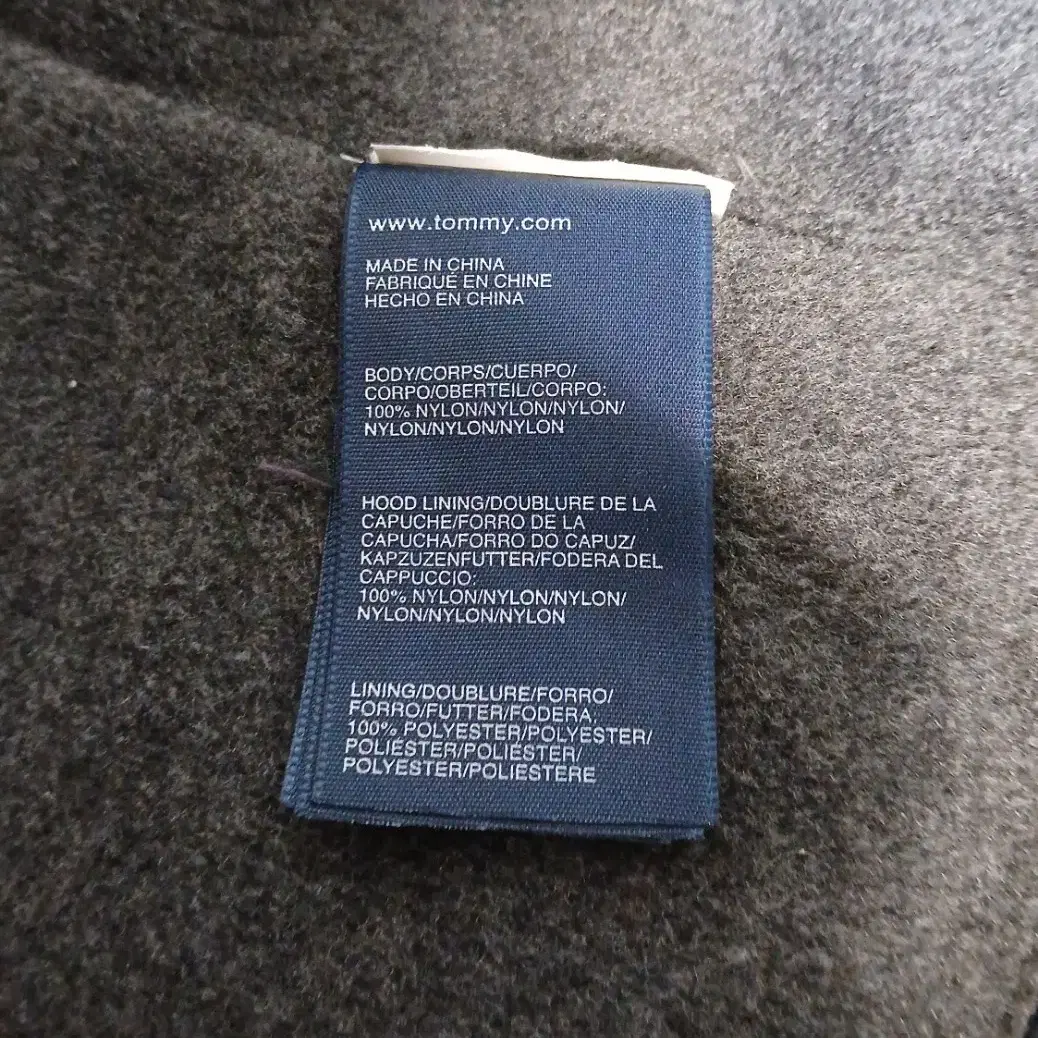 www.tommy.com
MADE IN CHINA
FABRIQUÉ EN CHINE
HECHO EN CHINA
BODY/CORPS/CUERPO/
CORPO/OBERTEIL/CORPO:
100% NYLON/NYLON/NYLON/
NYLON/NYLON/NYLON
HOOD LINING/DOUBLURE DE LA
CAPUCHE/FORRO DE LA
CAPUCHA/FORRO DO CAPUZ/
KAPZUZENFUTTER/FODERA DEL
CAPPUCCIO:
100% NYLON/NYLON/NYLON/
NYLON/NYLON/NYLON
LINING/DOUBLURE/FORRO/
FORRO/FUTTER/FODERA:
100% POLYESTER/POLYESTER/
POLIÉSTER/POLIÉSTER/
POLYESTER/POLIESTERE